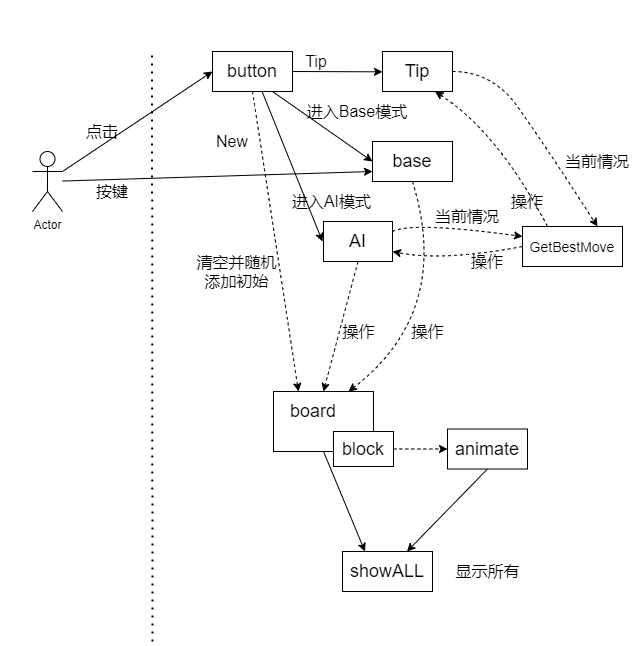 button
Tip
Tip
进入Base模式
点击
New
base
当前情况
按键
Actor
进入AI模式
操作
当前情况
AI
GetBestMove
操作
清空并随机
添加初始
操作
操作
board
block
animate
showALL
显示所有